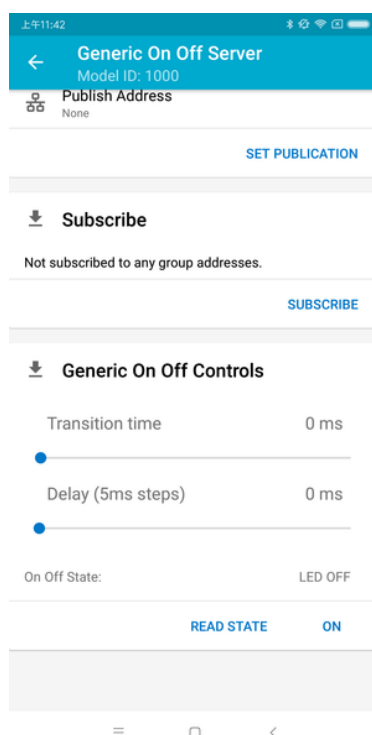 上午11:42
Generic On Off Server
Model ID: 1000
Publish Address
None
SET PUBLICATION
Subscribe
Not subscribed to any group addresses.
SUBSCRIBE
Generic On Off Controls
Transition time 0 ms
Delay (5ms steps) 0 ms
On Off State: LED OFF
READ STATE ON